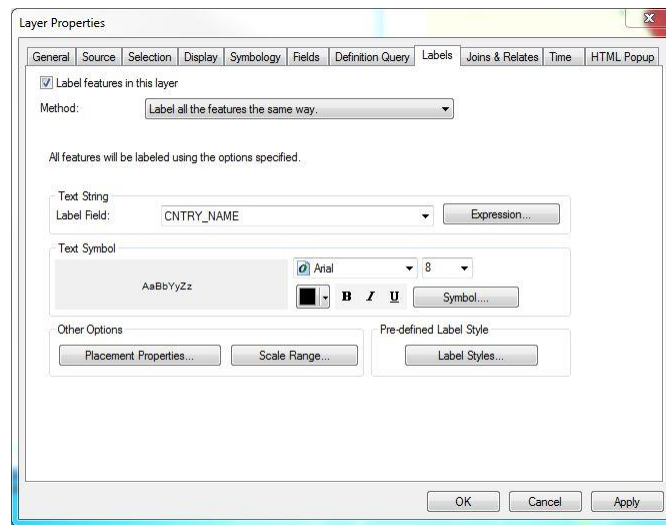 Layer Properties
x
General Source Selection Display Symbology Fields Definition Query Labels Joins & Relates Time HTML Popup
Label features in this layer
Method: Label all the features the same way.
All features will be labeled using the options specified.
Text String
Label Field: CNTRY_NAME Expression...
Text Symbol
AaBbYyZz
O Arial 8
B I U Symbol....
Other Options Pre-defined Label Style
Placement Properties... Scale Range... Label Styles...
OK Cancel Apply